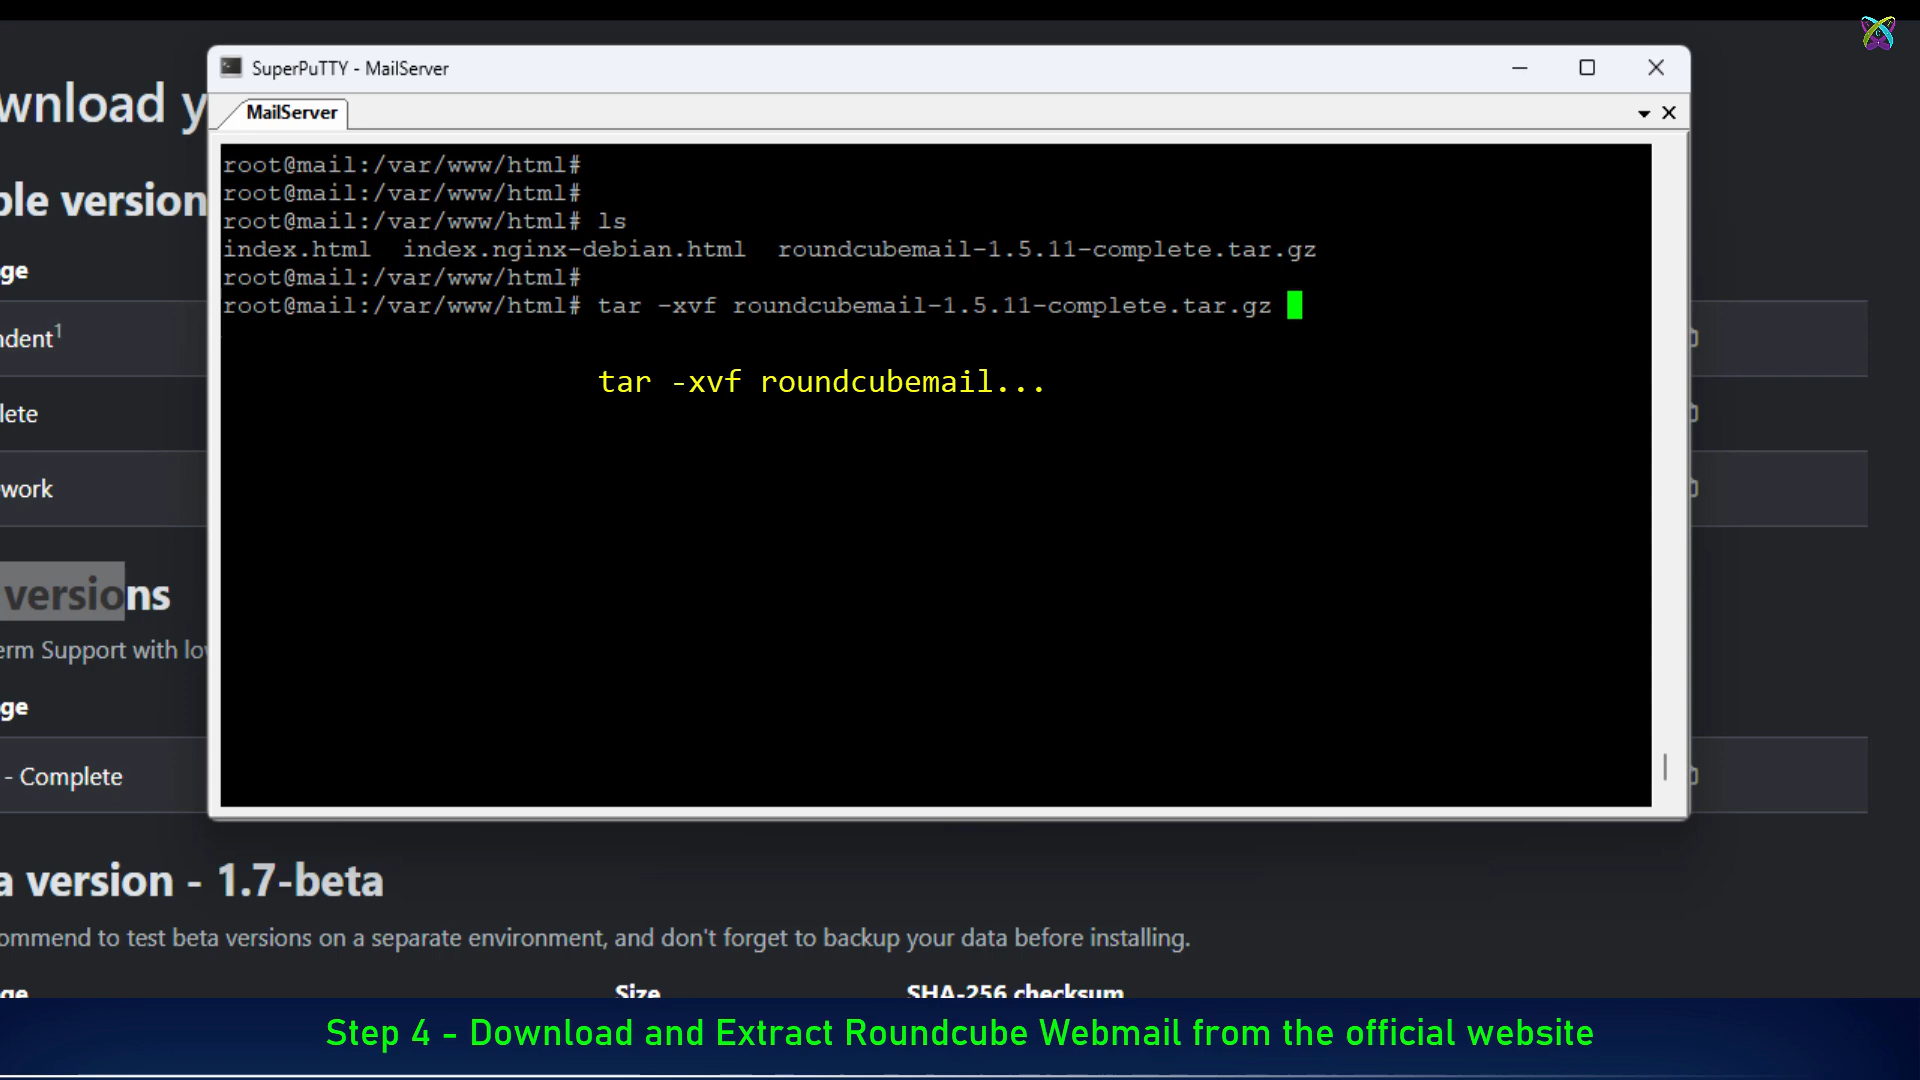 SuperPuTTY - MailServer
MailServer
root@mail:/var/www/html#
root@mail:/var/www/html#
root@mail:/var/www/html# ls
index.html  index.nginx-debian.html  roundcubemail-1.5.11-complete.tar.gz
root@mail:/var/www/html#
root@mail:/var/www/html# tar -xvf roundcubemail-1.5.11-complete.tar.gz
tar -xvf roundcubemail...
wnload y
ble version
ge
ndent1
lete
work
versions
erm Support with lo
ge
- Complete
a version - 1.7-beta
ommend to test beta versions on a separate environment, and don't forget to backup your data before installing.
ge Size SHA-256 checksum
Step 4 - Download and Extract Roundcube Webmail from the official website